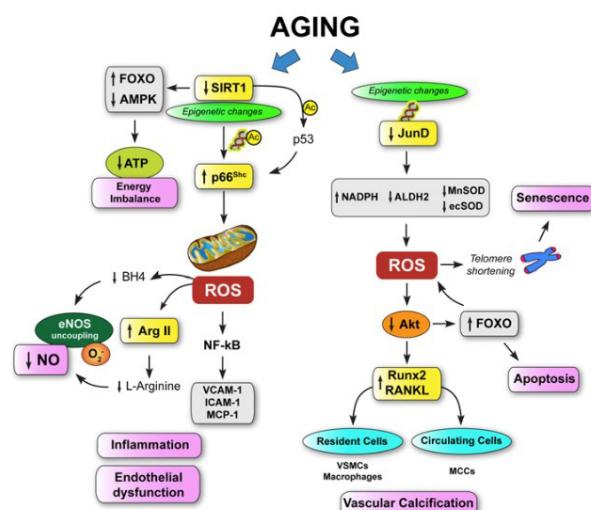 AGING
↑ FOXO
↓ AMPK
↓ SIRT1
Epigenetic changes
Ac
p53
Ac
↓ ATP
Energy
Imbalance
↑ p66Shc
ROS
↓ BH4
eNOS
uncoupling
O2-
↓ NO
↑ Arg II
↓ L-Arginine
NF-kB
VCAM-1
ICAM-1
MCP-1
Inflammation
Endothelial
dysfunction
Epigenetic changes
↓ JunD
↑ NADPH ↓ ALDH2 ↓ MnSOD
↓ ecSOD
Senescence
ROS
Telomere
shortening
↓ Akt
↑ FOXO
Apoptosis
↑ Runx2
RANKL
Resident Cells
Circulating Cells
VSMCs
Macrophages
MCCs
Vascular Calcification